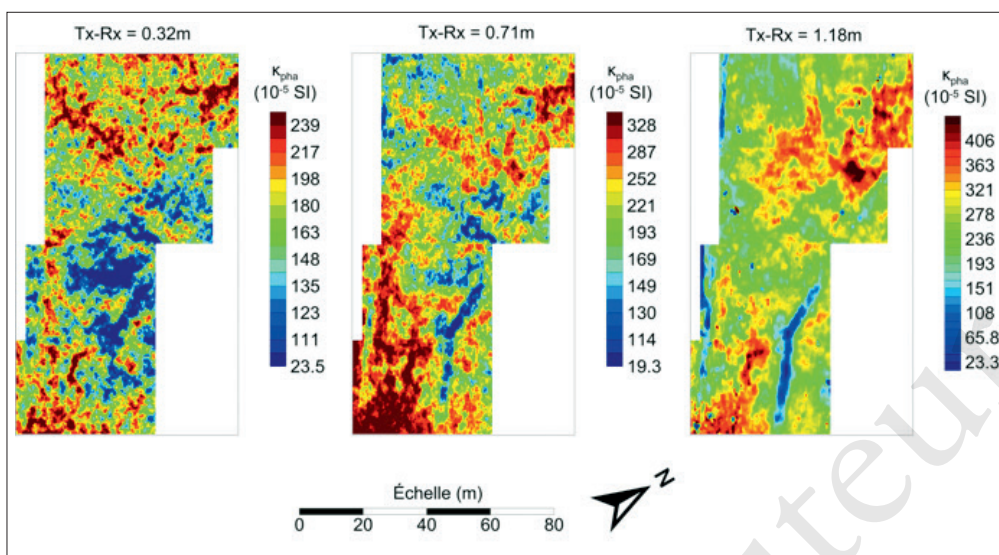 Tx-Rx = 0.32m
κpha
(10-5 SI)
239
217
198
180
163
148
135
123
111
23.5
Tx-Rx = 0.71m
κpha
(10-5 SI)
328
287
252
221
193
169
149
130
114
19.3
Tx-Rx = 1.18m
κpha
(10-5 SI)
406
363
321
278
236
193
151
108
65.8
23.3
Échelle (m)
0 20 40 60 80
N